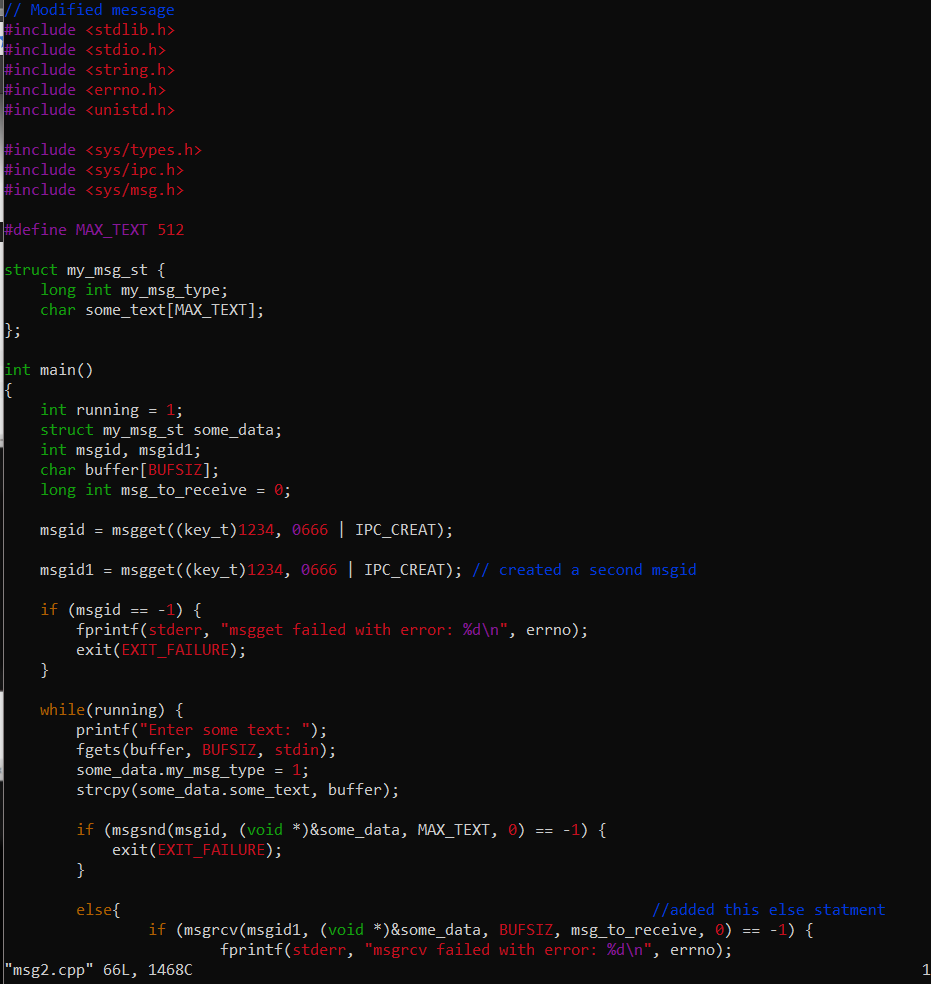 // Modified message
#include <stdlib.h>
#include <stdio.h>
#include <string.h>
#include <errno.h>
#include <unistd.h>

#include <sys/types.h>
#include <sys/ipc.h>
#include <sys/msg.h>

#define MAX_TEXT 512

struct my_msg_st {
    long int my_msg_type;
    char some_text[MAX_TEXT];
};

int main()
{
    int running = 1;
    struct my_msg_st some_data;
    int msgid, msgid1;
    char buffer[BUFSIZ];
    long int msg_to_receive = 0;

    msgid = msgget((key_t)1234, 0666 | IPC_CREAT);

    msgid1 = msgget((key_t)1234, 0666 | IPC_CREAT); // created a second msgid

    if (msgid == -1) {
        fprintf(stderr, "msgget failed with error: %d\n", errno);
        exit(EXIT_FAILURE);
    }

    while(running) {
        printf("Enter some text: ");
        fgets(buffer, BUFSIZ, stdin);
        some_data.my_msg_type = 1;
        strcpy(some_data.some_text, buffer);

        if (msgsnd(msgid, (void *)&some_data, MAX_TEXT, 0) == -1) {
            exit(EXIT_FAILURE);
        }

        else{                                                           //added this else statment
                if (msgrcv(msgid1, (void *)&some_data, BUFSIZ, msg_to_receive, 0) == -1) {
                        fprintf(stderr, "msgrcv failed with error: %d\n", errno);
"msg2.cpp" 66L, 1468C 1